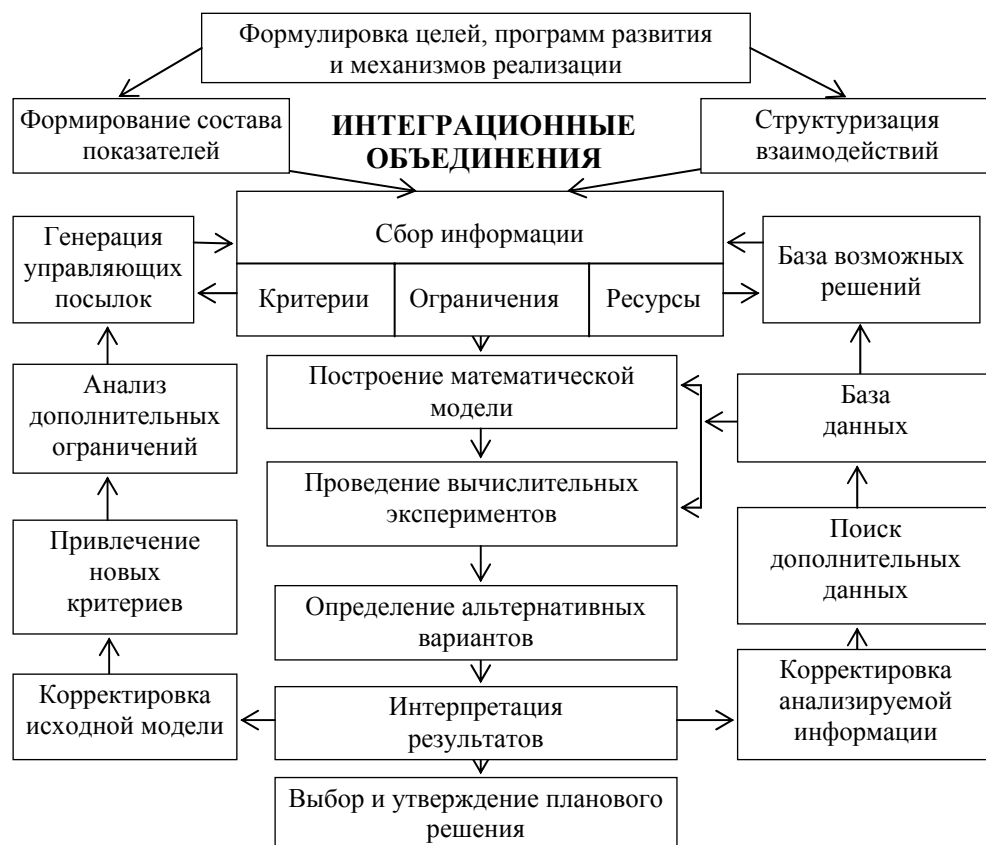 Формулировка целей, программ развития
и механизмов реализации
Формирование состава
показателей
ИНТЕГРАЦИОННЫЕ
ОБЪЕДИНЕНИЯ
Структуризация
взаимодействий
Генерация
управляющих
посылок
Сбор информации
Критерии
Ограничения
Ресурсы
База возможных
решений
Анализ
дополнительных
ограничений
Построение математической
модели
База
данных
Проведение вычислительных
экспериментов
Привлечение
новых
критериев
Поиск
дополнительных
данных
Определение альтернативных
вариантов
Корректировка
исходной модели
Интерпретация
результатов
Корректировка
анализируемой
информации
Выбор и утверждение планового
решения